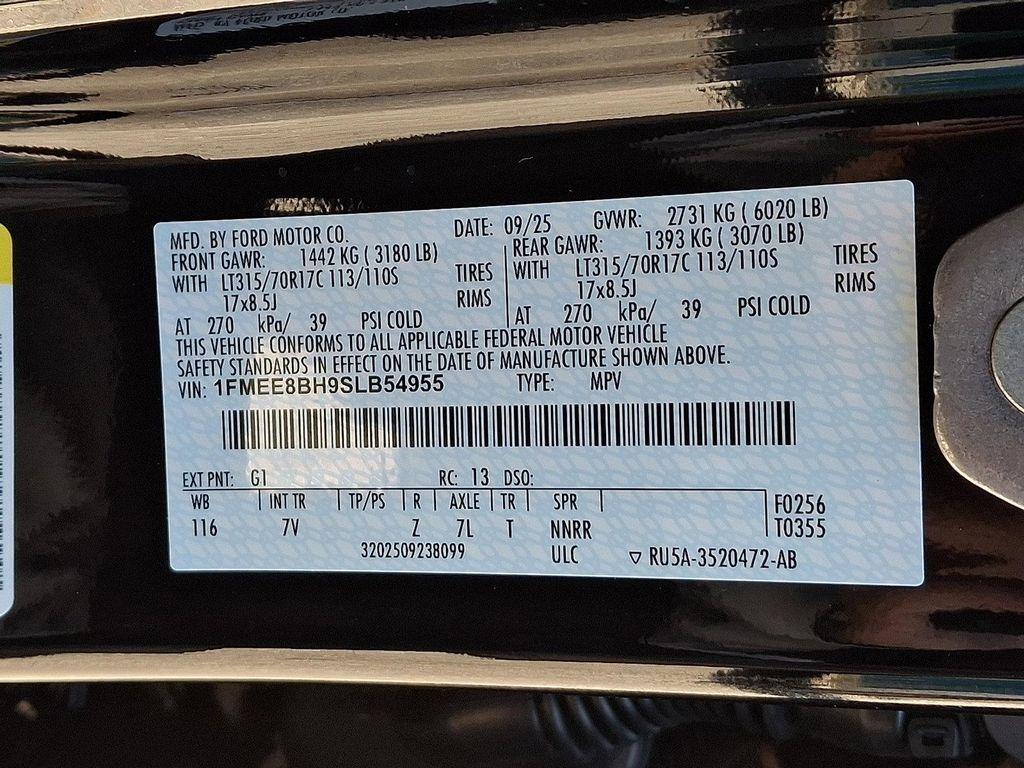 MFD. BY FORD MOTOR CO. DATE: 09/25 GVWR: 2731 KG ( 6020 LB)
FRONT GAWR: 1442 KG ( 3180 LB) REAR GAWR: 1393 KG ( 3070 LB)
WITH LT315/70R17C 113/110S TIRES WITH LT315/70R17C 113/110S TIRES
17x8.5J RIMS 17x8.5J RIMS
AT 270 kPa/ 39 PSI COLD AT 270 kPa/ 39 PSI COLD
THIS VEHICLE CONFORMS TO ALL APPLICABLE FEDERAL MOTOR VEHICLE
SAFETY STANDARDS IN EFFECT ON THE DATE OF MANUFACTURE SHOWN ABOVE.
VIN: 1FMEE8BH9SLB54955 TYPE: MPV
EXT PNT: G1 RC: 13 DSO:
WB INT TR TP/PS R AXLE TR SPR F0256
116 7V Z 7L T NNRR T0355
3202509238099 ULC ▽ RU5A-3520472-AB